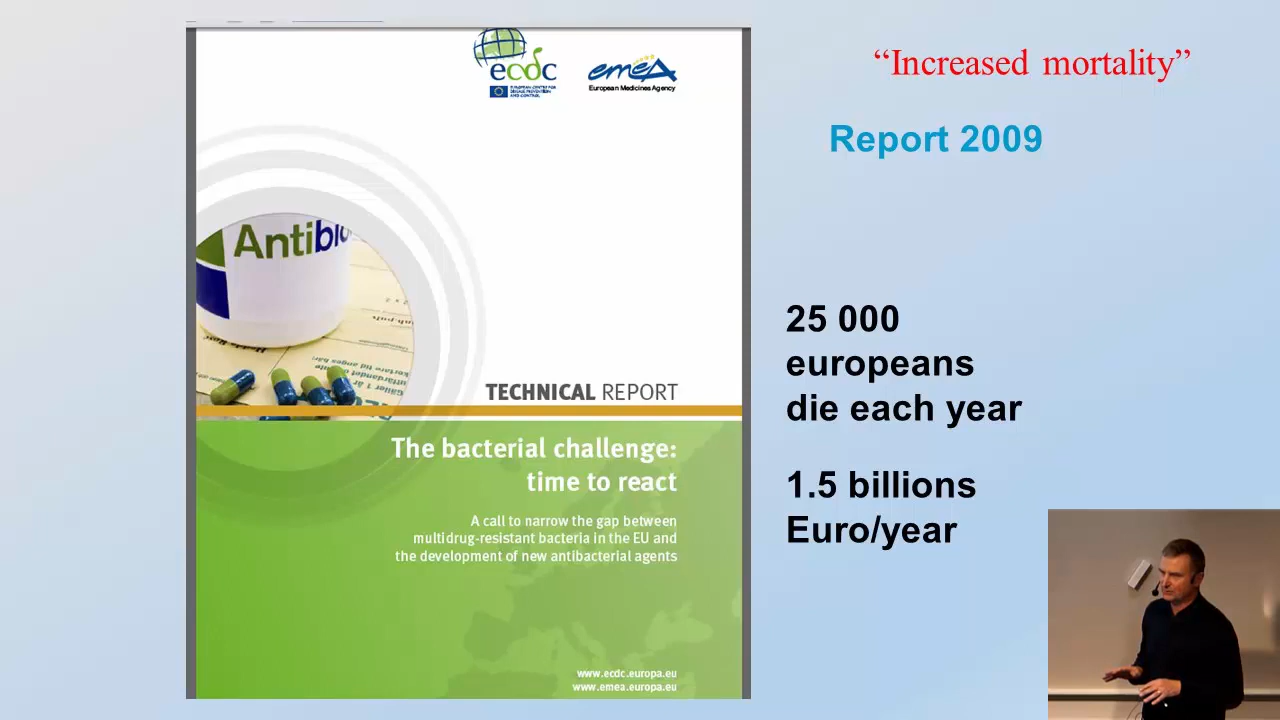 ecdc
EUROPEAN CENTRE FOR
DISEASE PREVENTION
AND CONTROL
emea
European Medicines Agency
Antibio
TECHNICAL REPORT
The bacterial challenge:
time to react
A call to narrow the gap between
multidrug-resistant bacteria in the EU and
the development of new antibacterial agents
www.ecdc.europa.eu
www.emea.europa.eu
“Increased mortality”
Report 2009
25 000
europeans
die each year
1.5 billions
Euro/year